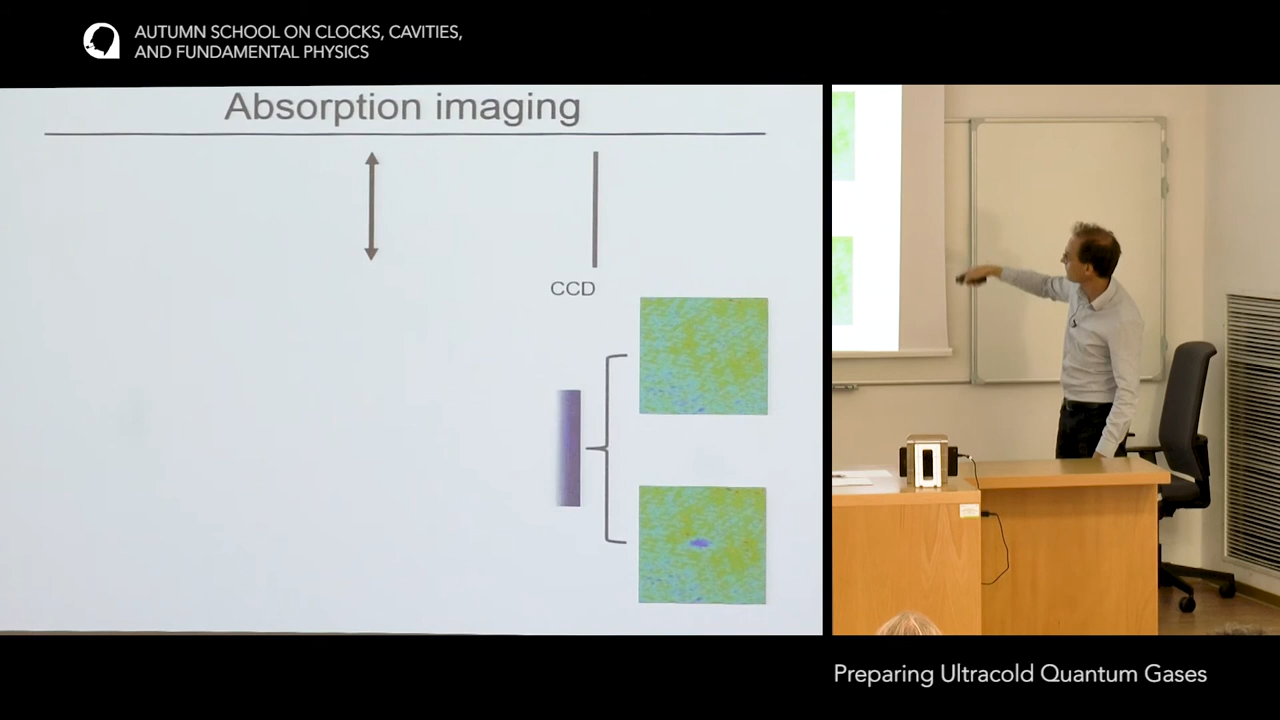 AUTUMN SCHOOL ON CLOCKS, CAVITIES,
AND FUNDAMENTAL PHYSICS
Absorption imaging
CCD
Preparing Ultracold Quantum Gases